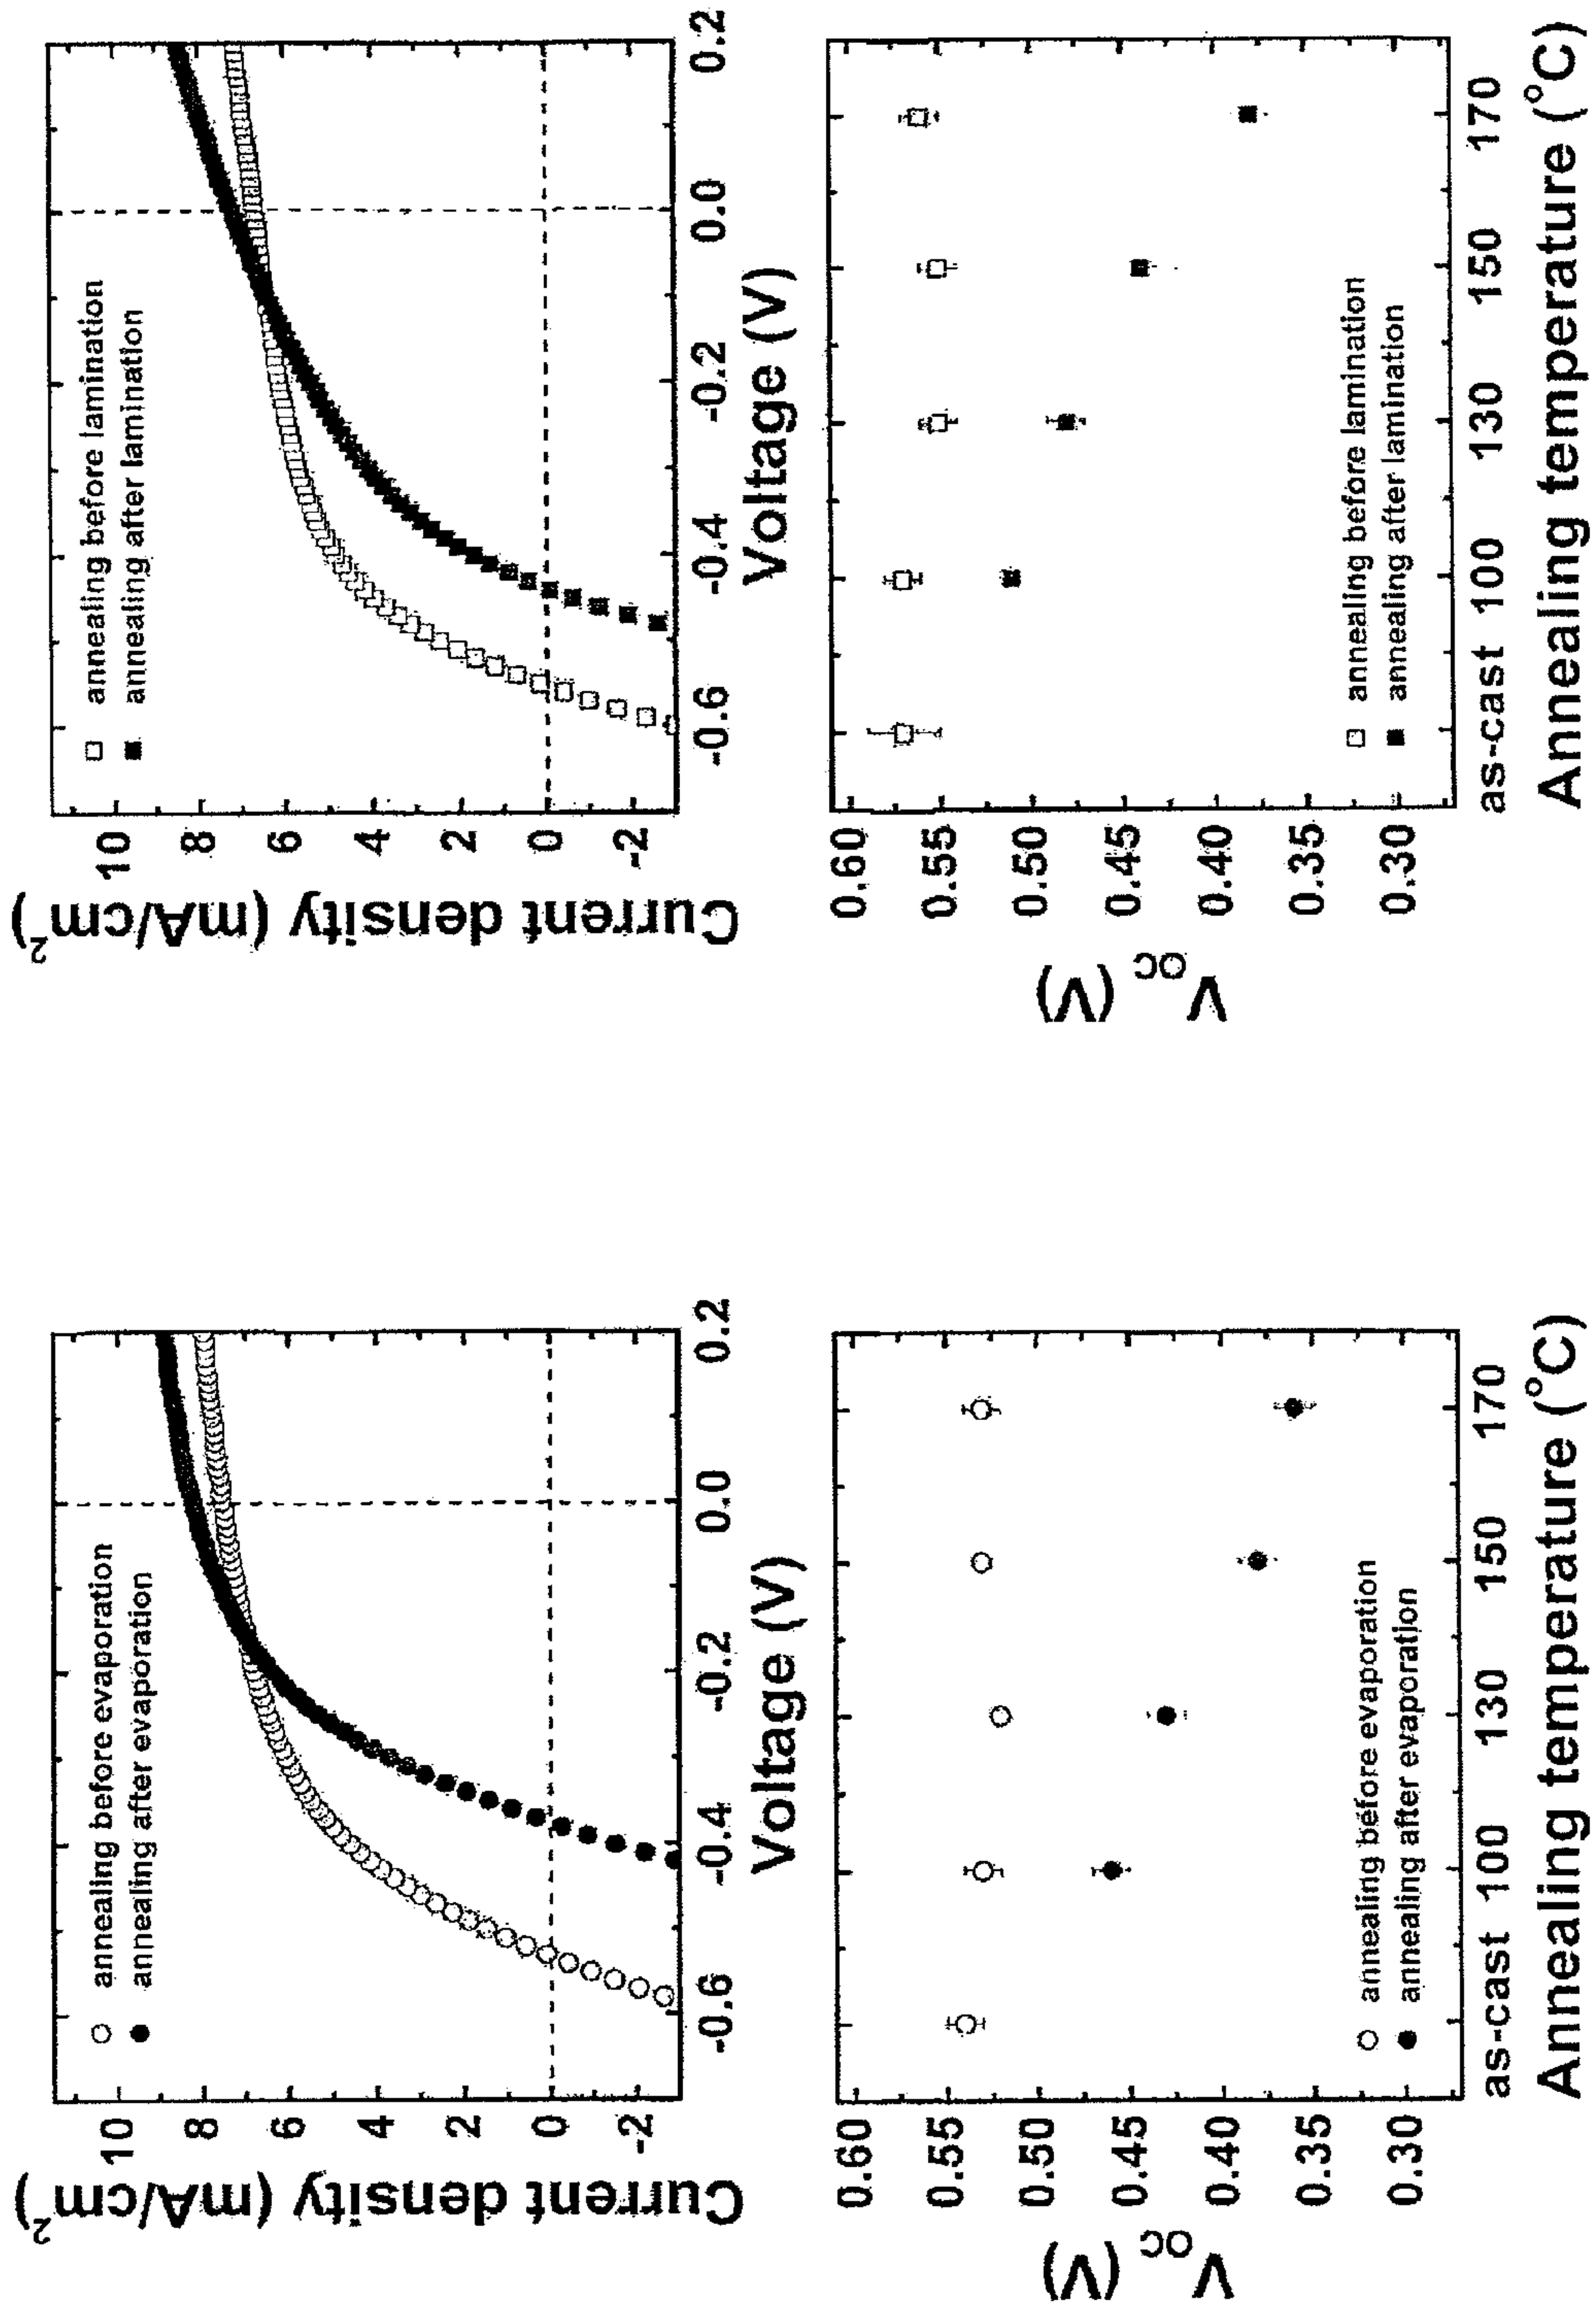 Current density (mA/cm²)
10
8
6
4
2
0
-2
○ annealing before evaporation
● annealing after evaporation
-0.6
-0.4
-0.2
0.0
0.2
Voltage (V)
V_OC (V)
0.60
0.55
0.50
0.45
0.40
0.35
0.30
○ annealing before evaporation
● annealing after evaporation
as-cast
100
130
150
170
Annealing temperature (°C)
Current density (mA/cm²)
10
8
6
4
2
0
-2
□ annealing before lamination
■ annealing after lamination
-0.6
-0.4
-0.2
0.0
0.2
Voltage (V)
V_OC (V)
0.60
0.55
0.50
0.45
0.40
0.35
0.30
□ annealing before lamination
■ annealing after lamination
as-cast
100
130
150
170
Annealing temperature (°C)